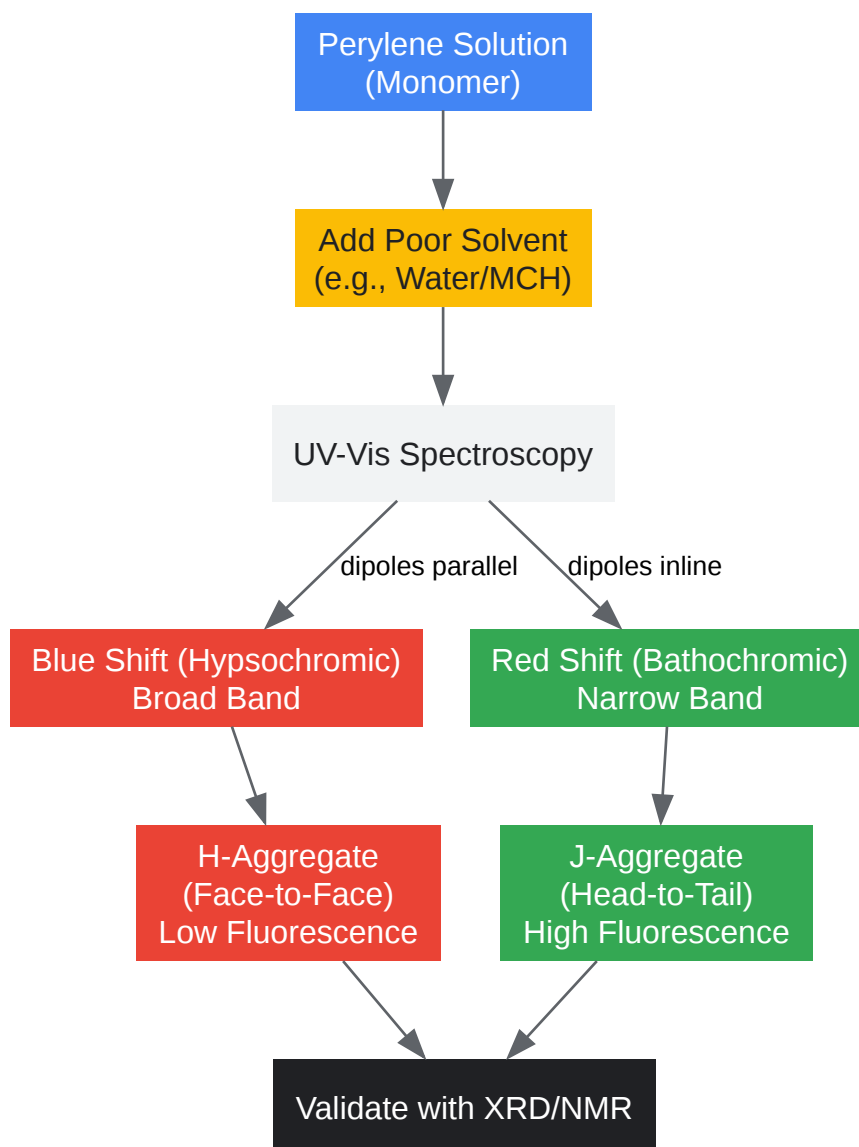 Perylene Solution
(Monomer)
Add Poor Solvent
(e.g., Water/MCH)
UV-Vis Spectroscopy
dipoles parallel
dipoles inline
Blue Shift (Hypsochromic)
Broad Band
Red Shift (Bathochromic)
Narrow Band
H-Aggregate
(Face-to-Face)
Low Fluorescence
J-Aggregate
(Head-to-Tail)
High Fluorescence
Validate with XRD/NMR